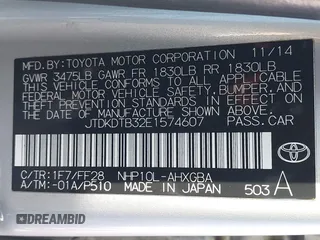 MFD. BY: TOYOTA MOTOR CORPORATION 11/14
GVWR 3475LB GAWR FR 1830LB RR 1830LB
THIS VEHICLE CONFORMS TO ALL APPLICABLE
FEDERAL MOTOR VEHICLE SAFETY, BUMPER, AND
THEFT PREVENTION STANDARDS IN EFFECT ON
THE DATE OF MANUFACTURE SHOWN ABOVE.
JTDKDTB32E1574607 PASS.CAR
C/TR: 1F7/FF28 NHP10L-AHXGBA
A/TM: -01A/P510 MADE IN JAPAN 503 A
TOYOTA
DREAMBID